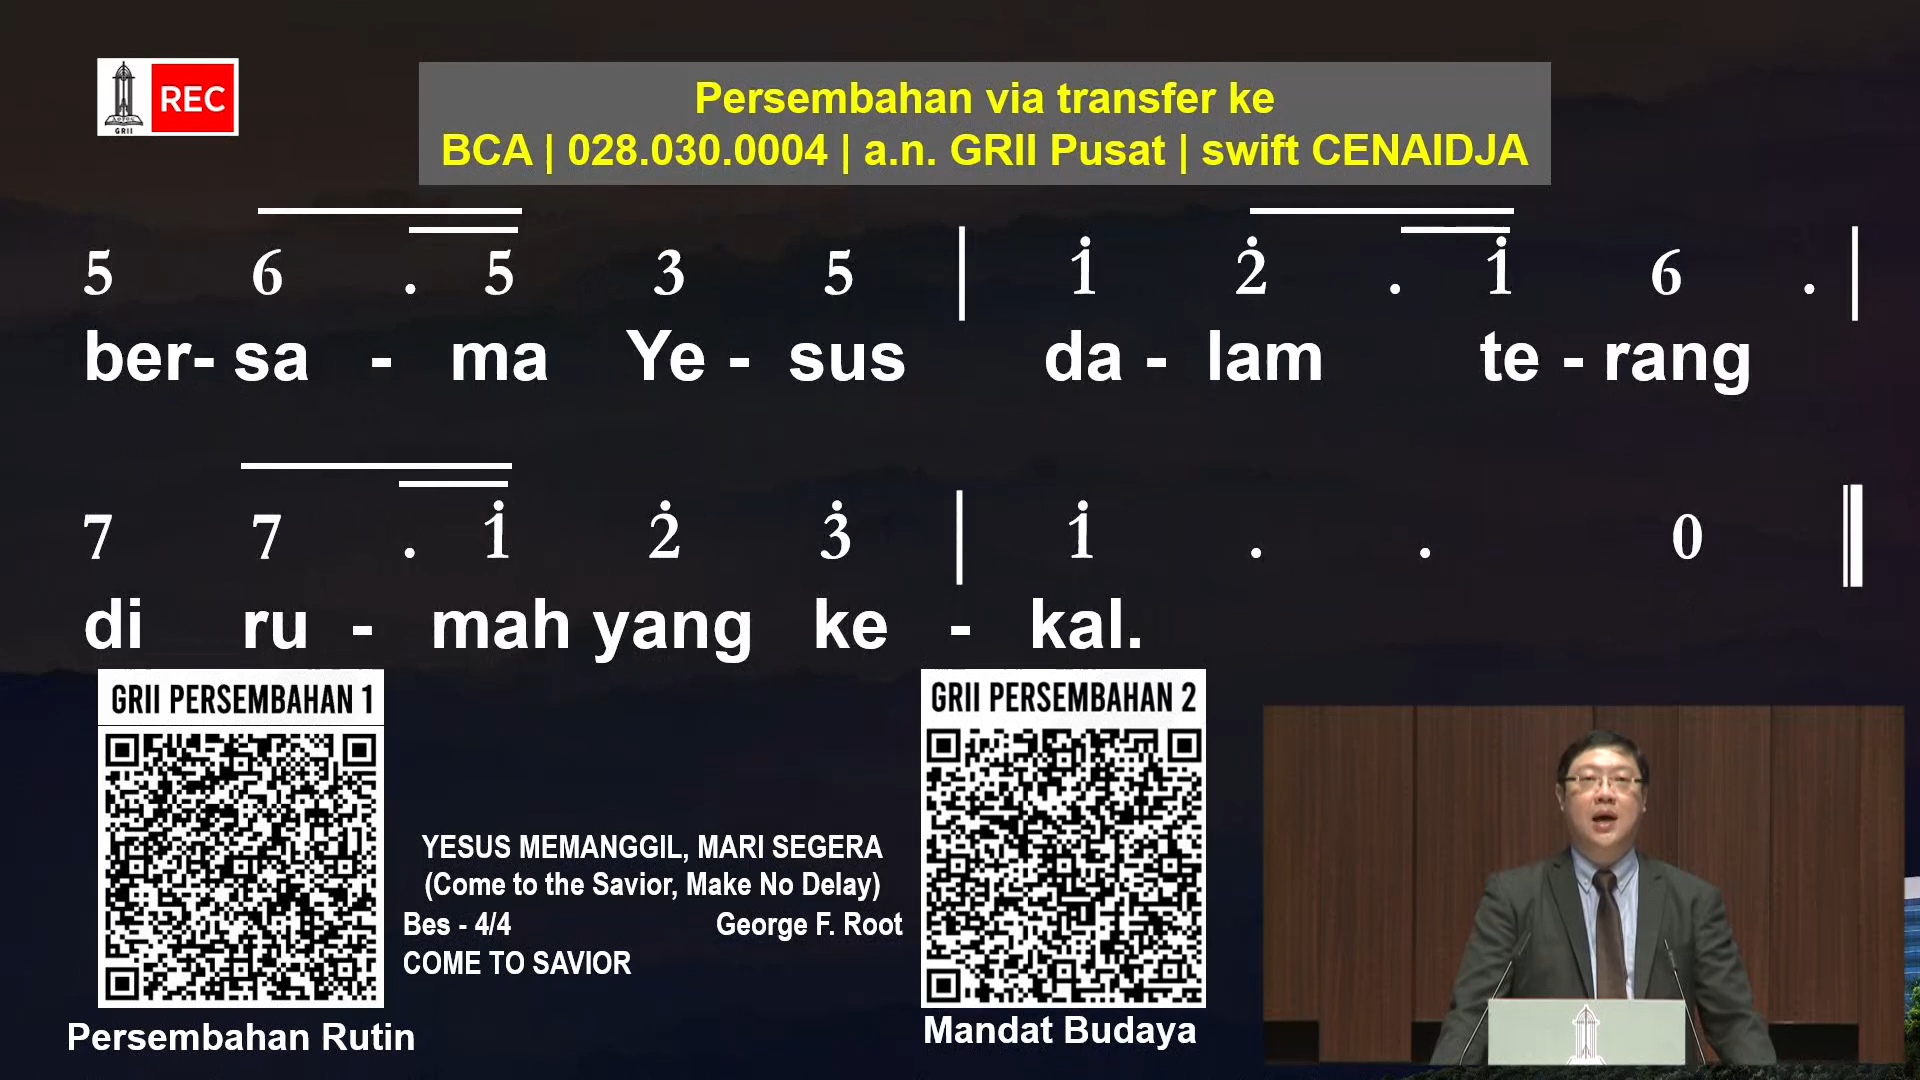 GRII
REC
Persembahan via transfer ke
BCA | 028.030.0004 | a.n. GRII Pusat | swift CENAIDJA
5 6 . 5 3 5 | 1̇ 2̇ . 1̇ 6 . |
ber- sa - ma Ye - sus da - lam te - rang
7 7 . 1̇ 2̇ 3̇ | 1̇ . . 0
di ru - mah yang ke - kal.
GRII PERSEMBAHAN 1
Persembahan Rutin
YESUS MEMANGGIL, MARI SEGERA
(Come to the Savior, Make No Delay)
Bes - 4/4 George F. Root
COME TO SAVIOR
GRII PERSEMBAHAN 2
Mandat Budaya